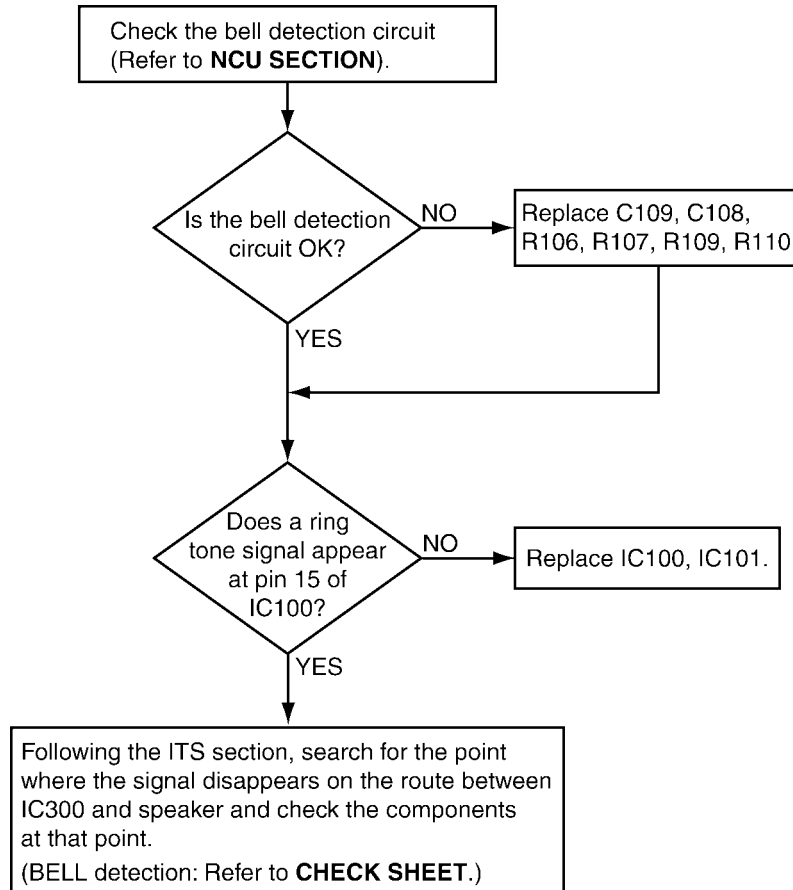 Check the bell detection circuit
(Refer to NCU SECTION).
Is the bell detection
circuit OK?
NO
Replace C109, C108,
R106, R107, R109, R110
YES
Does a ring
tone signal appear
at pin 15 of
IC100?
NO
Replace IC100, IC101.
YES
Following the ITS section, search for the point
where the signal disappears on the route between
IC300 and speaker and check the components
at that point.
(BELL detection: Refer to CHECK SHEET.)